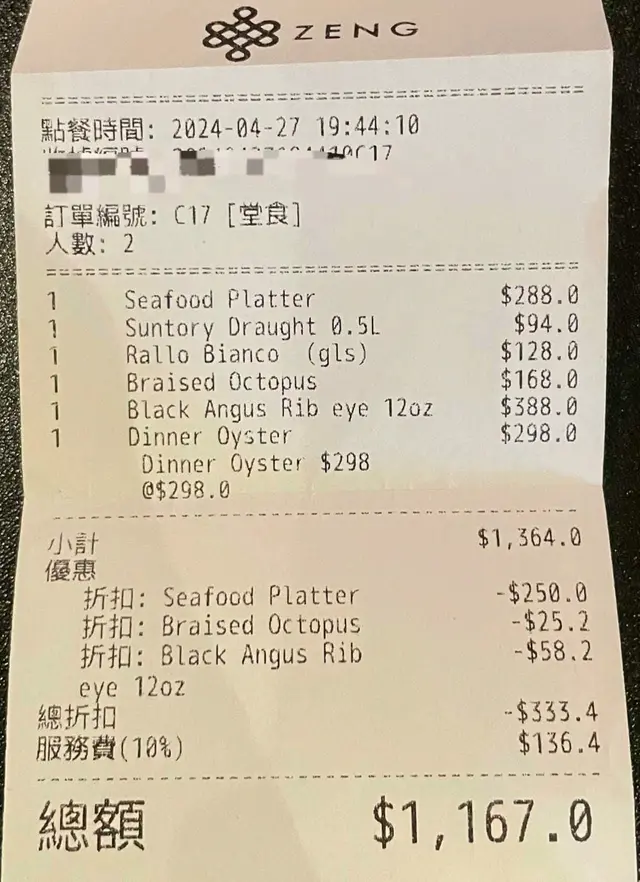 ZENG
點餐時間: 2024-04-27 19:44:10
C17
訂單編號: C17 [堂食]
人數: 2
1 Seafood Platter $288.0
1 Suntory Draught 0.5L $94.0
1 Rallo Bianco (gls) $128.0
1 Braised Octopus $168.0
1 Black Angus Rib eye 12oz $388.0
1 Dinner Oyster $298.0
Dinner Oyster $298
@$298.0
小計 $1,364.0
優惠
折扣: Seafood Platter -$250.0
折扣: Braised Octopus -$25.2
折扣: Black Angus Rib -$58.2
eye 12oz
總折扣 -$333.4
服務費(10%) $136.4
總額 $1,167.0